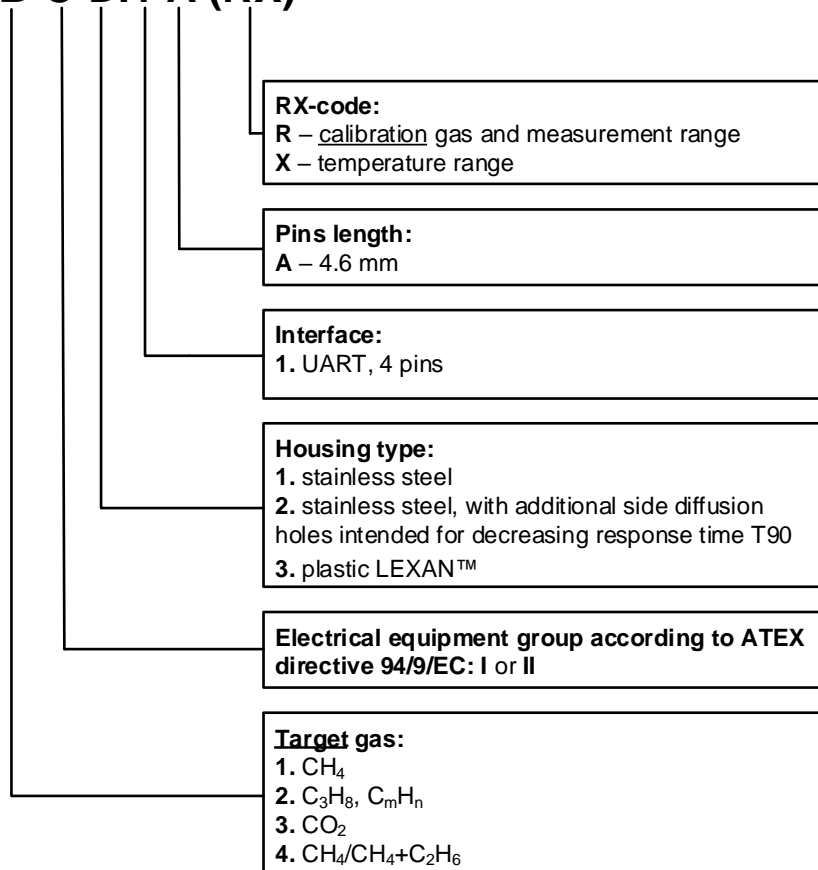 RX-code:
R – calibration gas and measurement range
X – temperature range
Pins length:
A – 4.6 mm
Interface:
1. UART, 4 pins
Housing type:
1. stainless steel
2. stainless steel, with additional side diffusion
holes intended for decreasing response time T90
3. plastic LEXAN™
Electrical equipment group according to ATEX
directive 94/9/EC: I or II
Target gas:
1. CH₄
2. C₃H₈, CₘHₙ
3. CO₂
4. CH₄/CH₄+C₂H₆